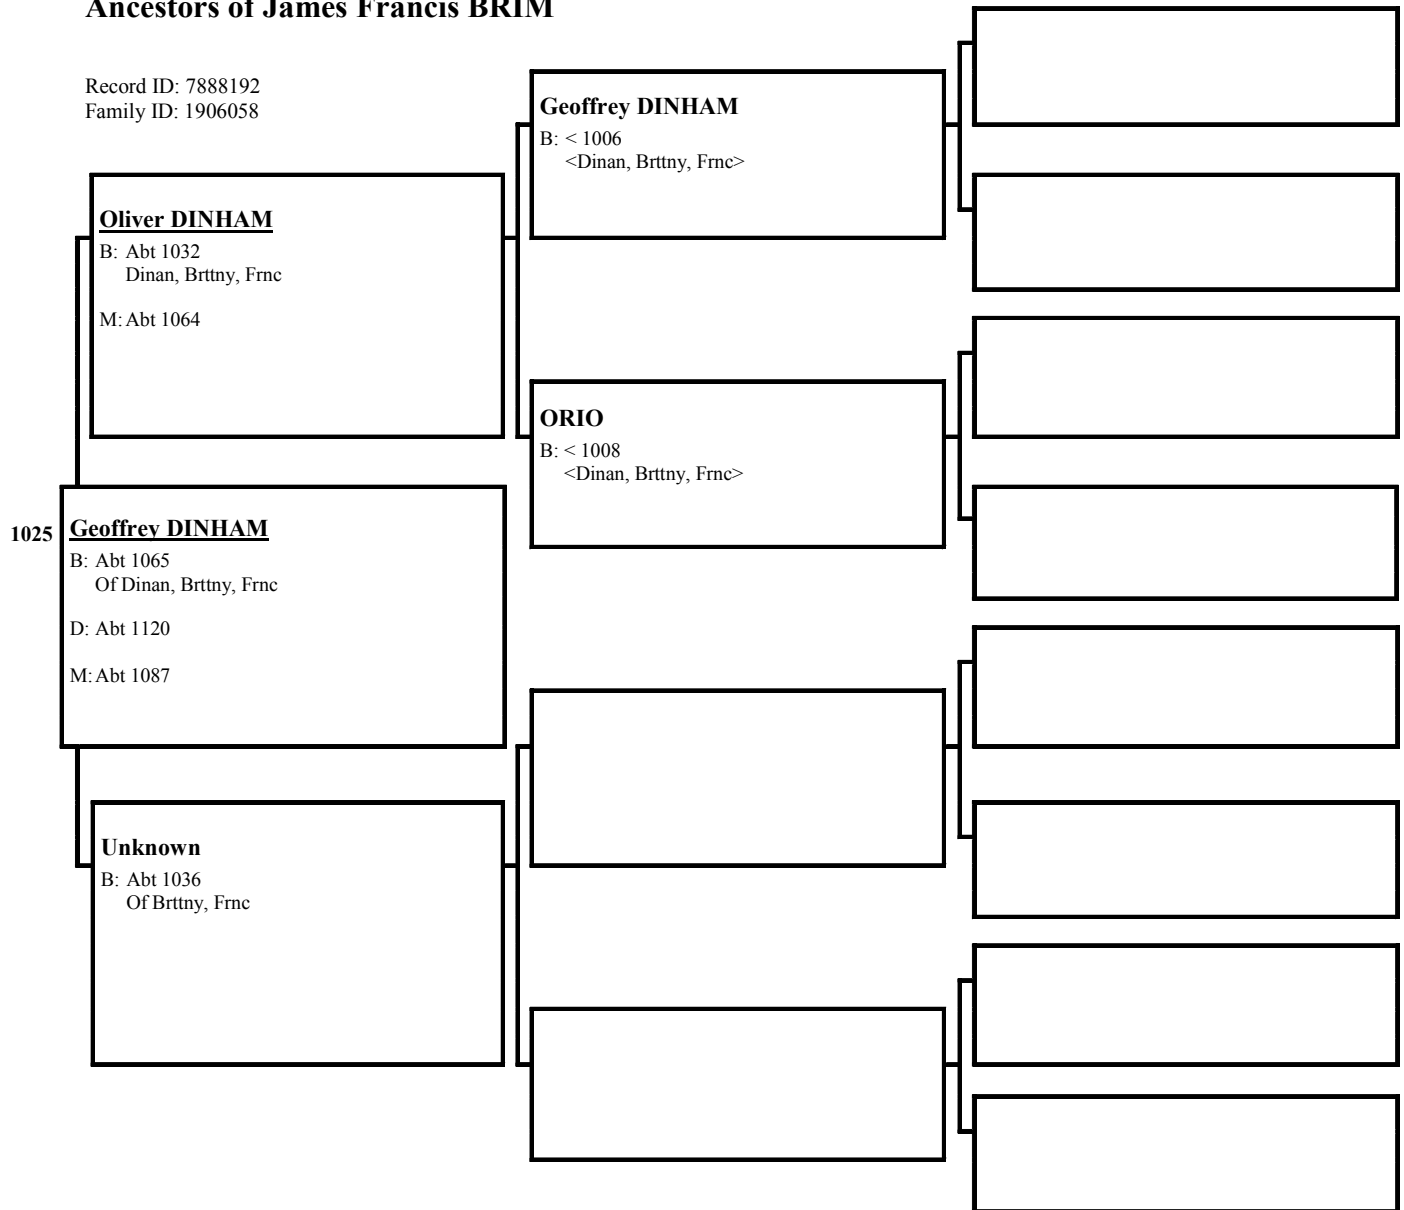 Ancestors of James Francis BRIM
Record ID: 7888192
Family ID: 1906058
Geoffrey DINHAM
B: < 1006
<Dinan, Brttny, Frnc>
Oliver DINHAM
B: Abt 1032
Dinan, Brttny, Frnc
M: Abt 1064
ORIO
B: < 1008
<Dinan, Brttny, Frnc>
1025
Geoffrey DINHAM
B: Abt 1065
Of Dinan, Brttny, Frnc
D: Abt 1120
M: Abt 1087
Unknown
B: Abt 1036
Of Brttny, Frnc